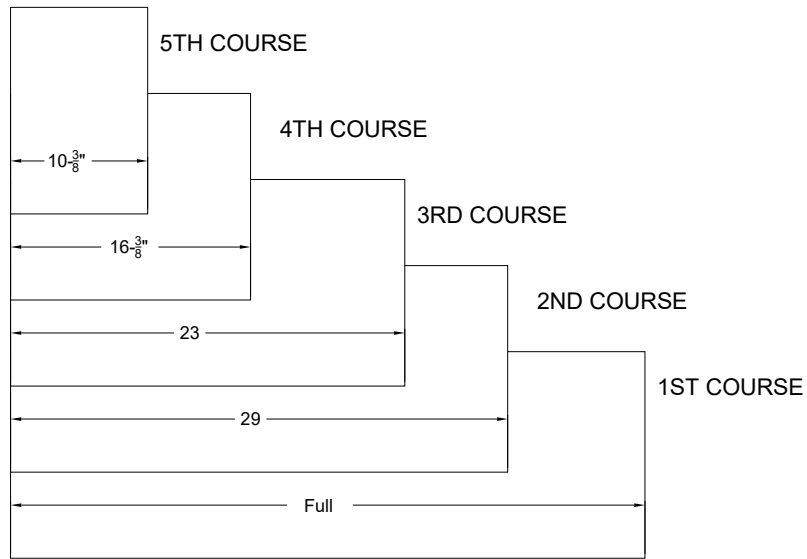 5TH COURSE
4TH COURSE
10-3/8"
3RD COURSE
16-3/8"
2ND COURSE
23
1ST COURSE
29
Full